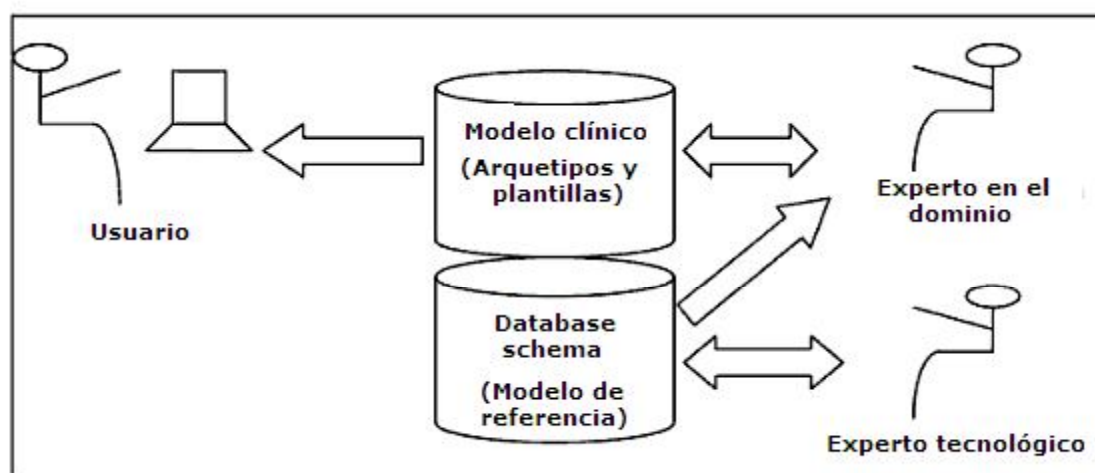 Usuario
Modelo clínico
(Arquetipos y
plantillas)
Experto en el
dominio
Database
schema
(Modelo de
referencia)
Experto tecnológico